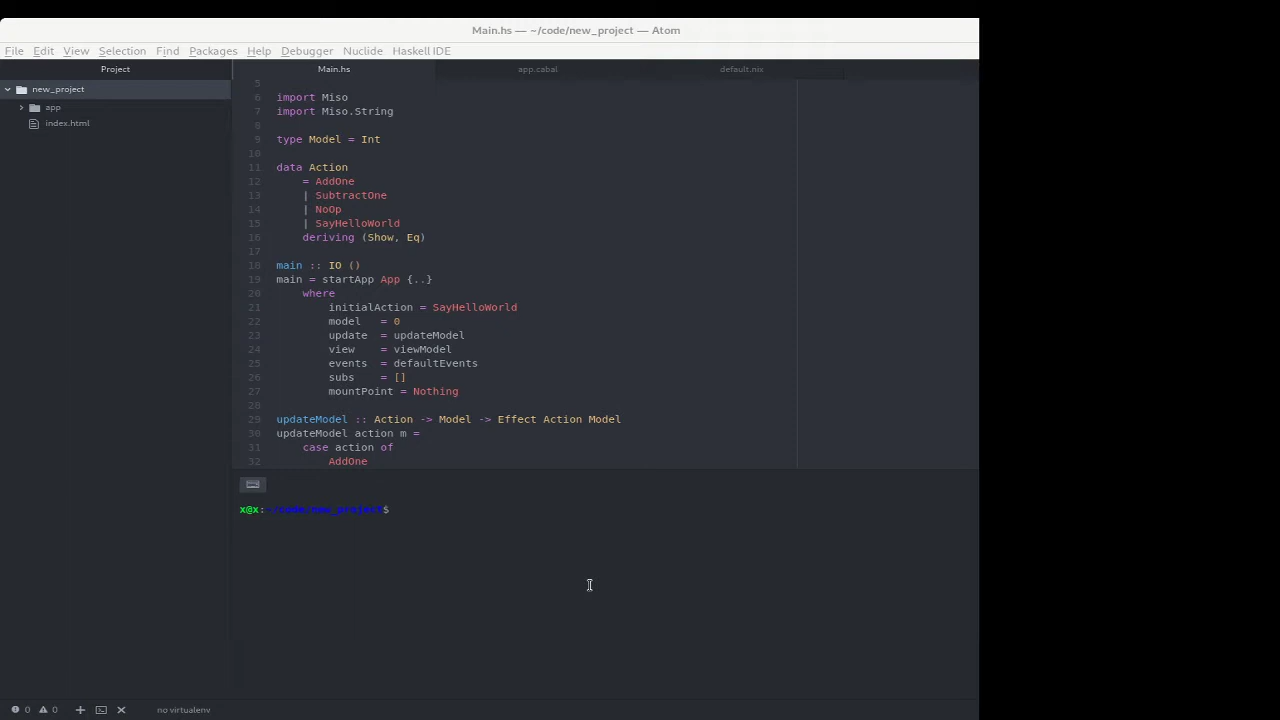 Main.hs — ~/code/new_project — Atom
File Edit View Selection Find Packages Help Debugger Nuclide Haskell IDE
Project Main.hs app.cabal default.nix
new_project
app
index.html
5
6 import Miso
7 import Miso.String
8
9 type Model = Int
10
11 data Action
12 = AddOne
13 | SubtractOne
14 | NoOp
15 | SayHelloWorld
16 deriving (Show, Eq)
17
18 main :: IO ()
19 main = startApp App {..}
20 where
21 initialAction = SayHelloWorld
22 model = 0
23 update = updateModel
24 view = viewModel
25 events = defaultEvents
26 subs = []
27 mountPoint = Nothing
28
29 updateModel :: Action -> Model -> Effect Action Model
30 updateModel action m =
31 case action of
32 AddOne
x@x:~/code/new_project$
0 0 no virtualenv